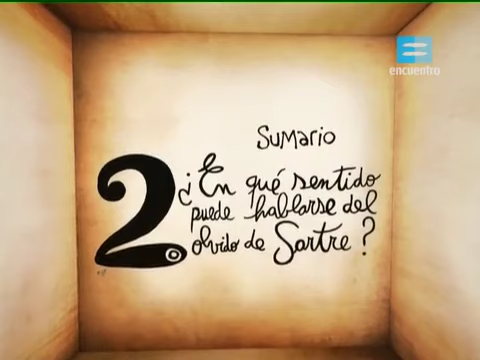 encuentro
Sumario
2 ¿En qué sentido
puede hablarse del
olvido de Sartre?